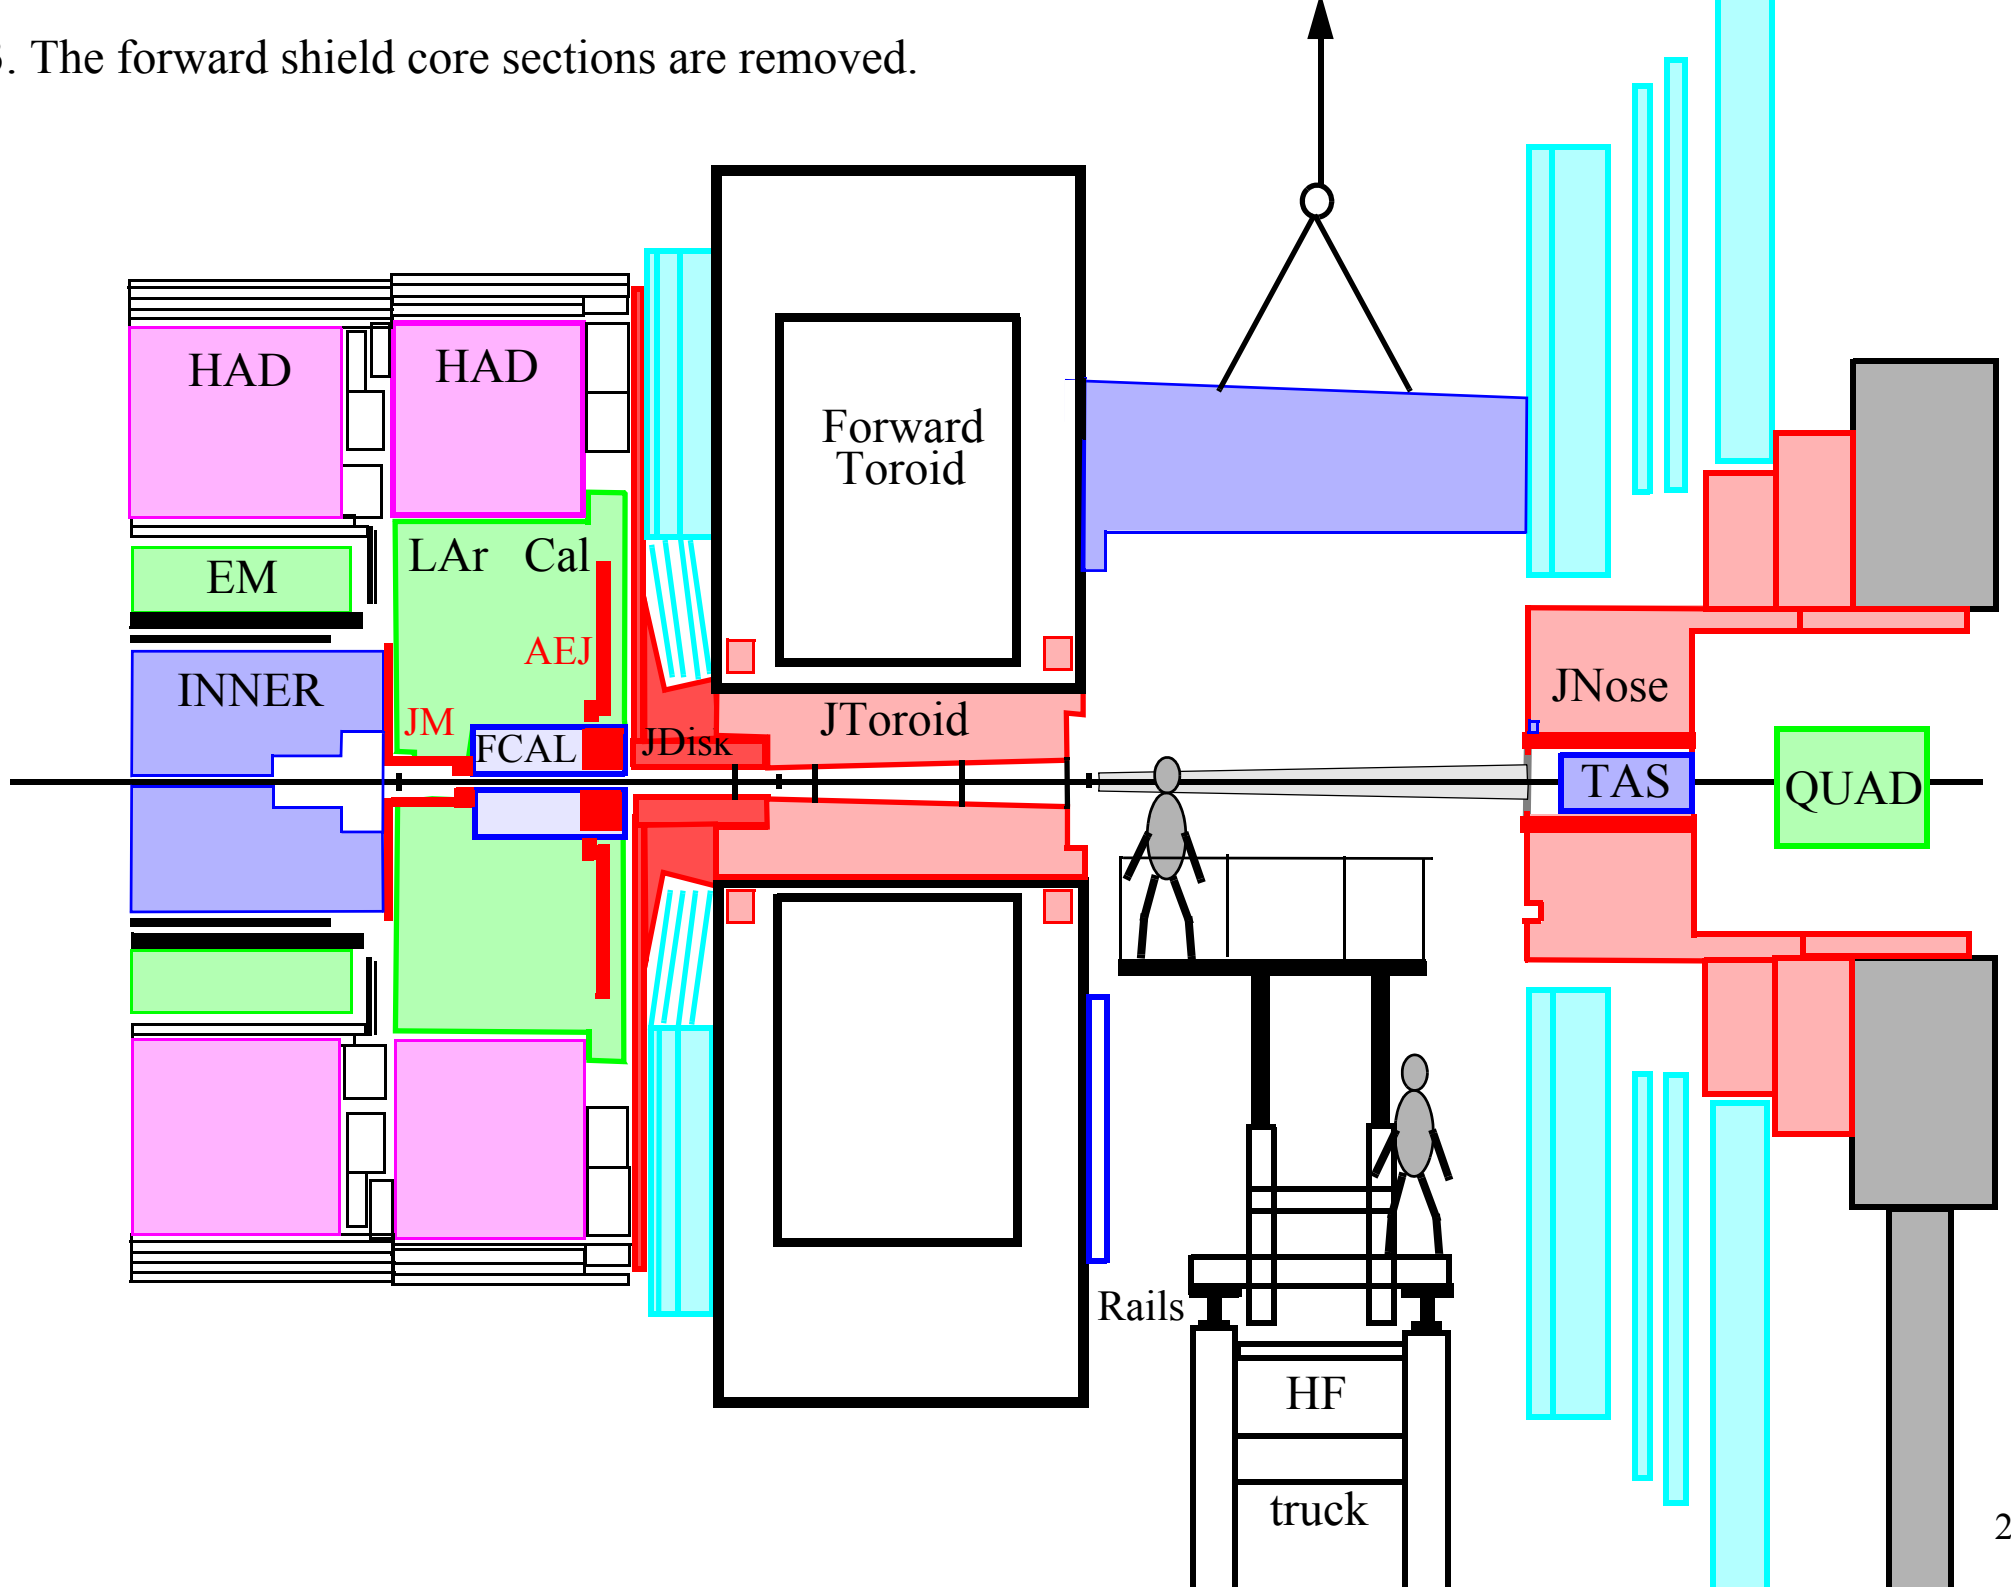 . The forward shield core sections are removed.
HAD
HAD
Forward
Toroid
LAr Cal
EM
AEJ
INNER
JM
FCAL
JDisk
JToroid
JNose
TAS
QUAD
Rails
HF
truck
2